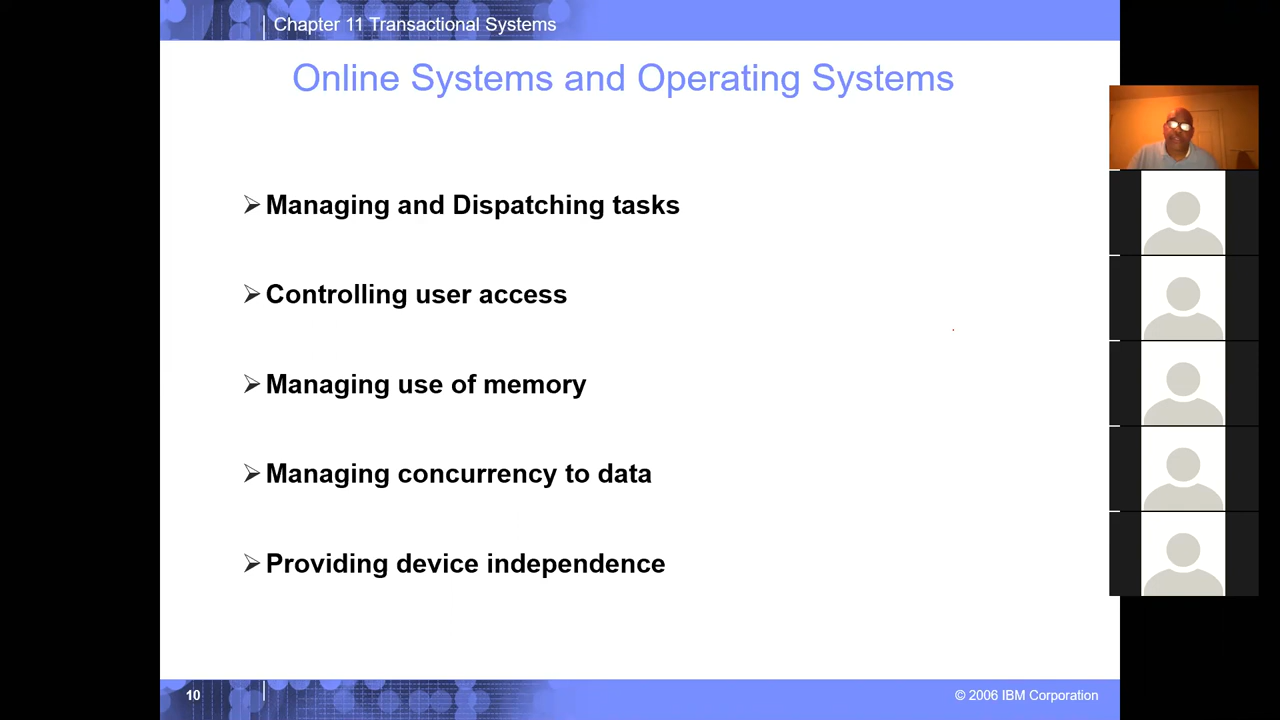 Chapter 11 Transactional Systems
Online Systems and Operating Systems
Managing and Dispatching tasks
Controlling user access
Managing use of memory
Managing concurrency to data
Providing device independence
10
© 2006 IBM Corporation